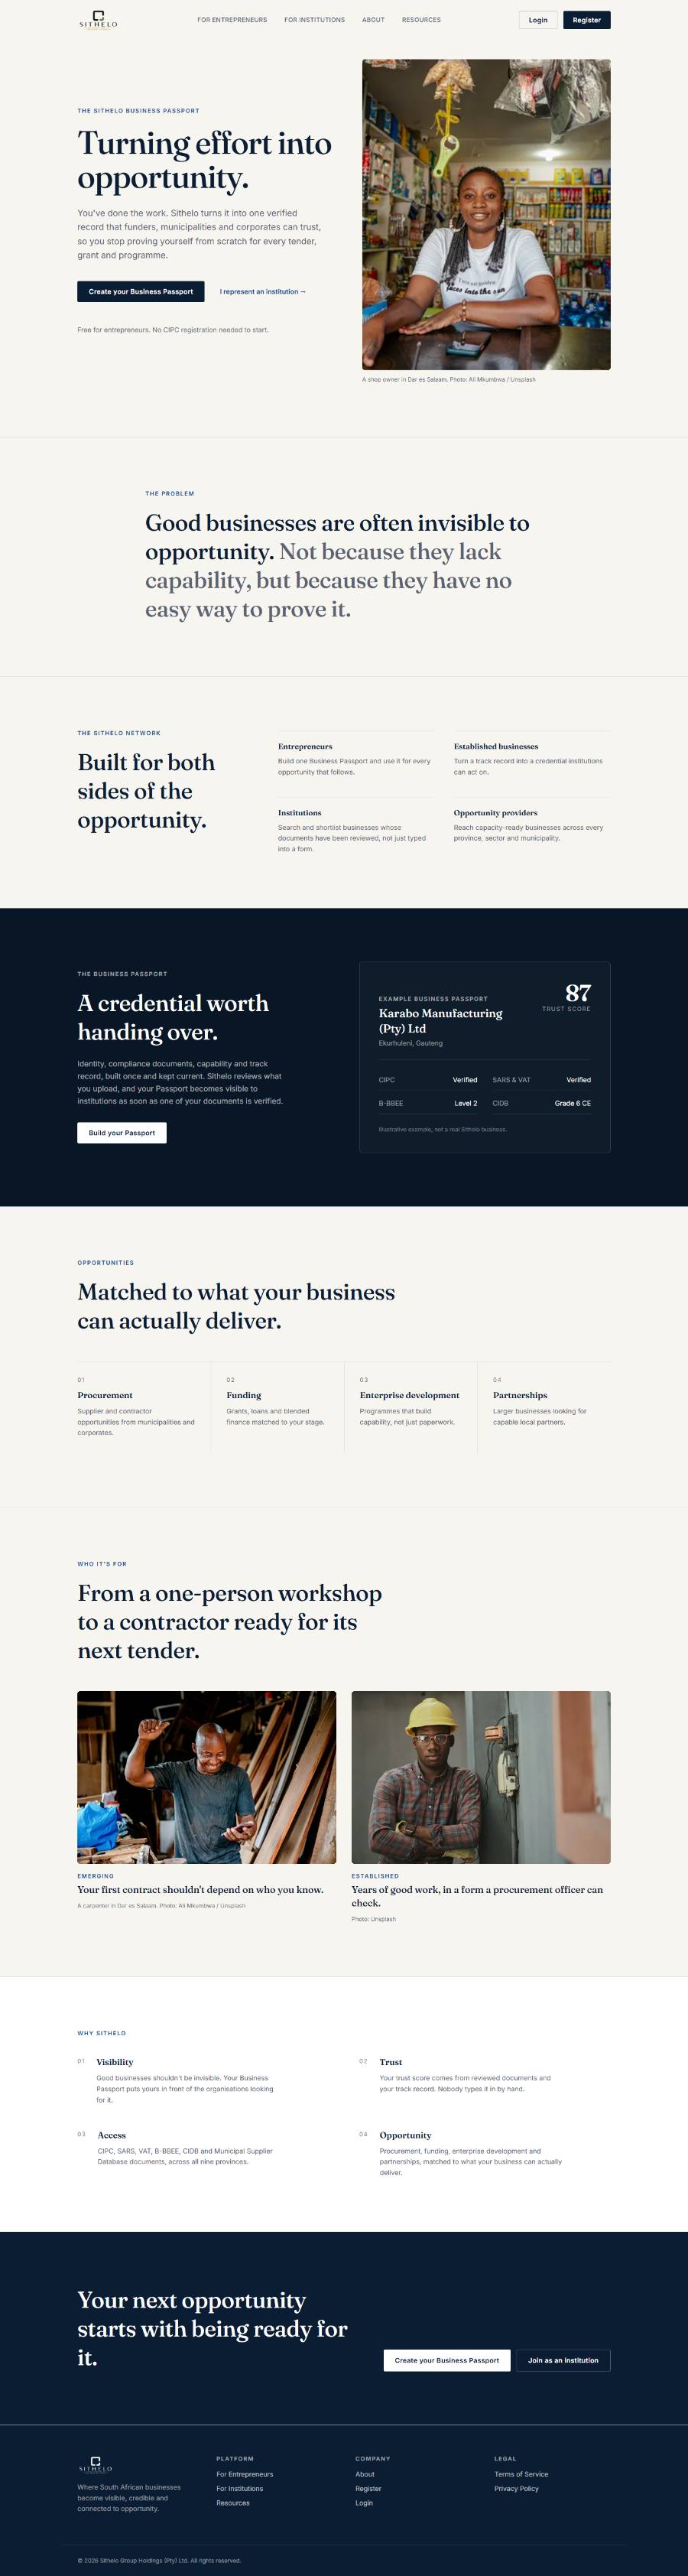 SITHELO
FOR ENTREPRENEURS
FOR INSTITUTIONS
ABOUT
RESOURCES
Login
Register
THE SITHELO BUSINESS PASSPORT
Turning effort into
opportunity.
You've done the work. Sithelo turns it into one verified
record that funders, municipalities and corporates can trust,
so you stop proving yourself from scratch for every tender,
grant and programme.
Create your Business Passport
I represent an institution →
Free for entrepreneurs. No CIPC registration needed to start.
A shop owner in Dar es Salaam. Photo: Ali Mkumbwa / Unsplash
THE PROBLEM
Good businesses are often invisible to
opportunity. Not because they lack
capability, but because they have no
easy way to prove it.
THE SITHELO NETWORK
Built for both
sides of the
opportunity.
Entrepreneurs
Build one Business Passport and use it for every
opportunity that follows.
Established businesses
Turn a track record into a credential institutions
can act on.
Institutions
Search and shortlist businesses whose
documents have been reviewed, not just typed
into a form.
Opportunity providers
Reach capacity-ready businesses across every
province, sector and municipality.
THE BUSINESS PASSPORT
A credential worth
handing over.
Identity, compliance documents, capability and track
record, built once and kept current. Sithelo reviews what
you upload, and your Passport becomes visible to
institutions as soon as one of your documents is verified.
Build your Passport
EXAMPLE BUSINESS PASSPORT
Karabo Manufacturing
(Pty) Ltd
Ekurhuleni, Gauteng
87
TRUST SCORE
CIPC Verified
SARS & VAT Verified
B-BBEE Level 2
CIDB Grade 6 CE
Illustrative example, not a real Sithelo business.
OPPORTUNITIES
Matched to what your business
can actually deliver.
01
Procurement
Supplier and contractor
opportunities from municipalities and
corporates.
02
Funding
Grants, loans and blended
finance matched to your stage.
03
Enterprise development
Programmes that build
capability, not just paperwork.
04
Partnerships
Larger businesses looking for
capable local partners.
WHO IT'S FOR
From a one-person workshop
to a contractor ready for its
next tender.
EMERGING
Your first contract shouldn't depend on who you know.
A carpenter in Dar es Salaam. Photo: Ali Mkumbwa / Unsplash
ESTABLISHED
Years of good work, in a form a procurement officer can
check.
Photo: Unsplash
WHY SITHELO
01 Visibility
Good businesses shouldn't be invisible. Your Business
Passport puts yours in front of the organisations looking
for it.
02 Trust
Your trust score comes from reviewed documents and
your track record. Nobody types it in by hand.
03 Access
CIPC, SARS, VAT, B-BBEE, CIDB and Municipal Supplier
Database documents, across all nine provinces.
04 Opportunity
Procurement, funding, enterprise development and
partnerships, matched to what your business can actually
deliver.
Your next opportunity
starts with being ready for
it.
Create your Business Passport
Join as an institution
SITHELO
Where South African businesses
become visible, credible and
connected to opportunity.
PLATFORM
For Entrepreneurs
For Institutions
Resources
COMPANY
About
Register
Login
LEGAL
Terms of Service
Privacy Policy
© 2026 Sithelo Group Holdings (Pty) Ltd. All rights reserved.